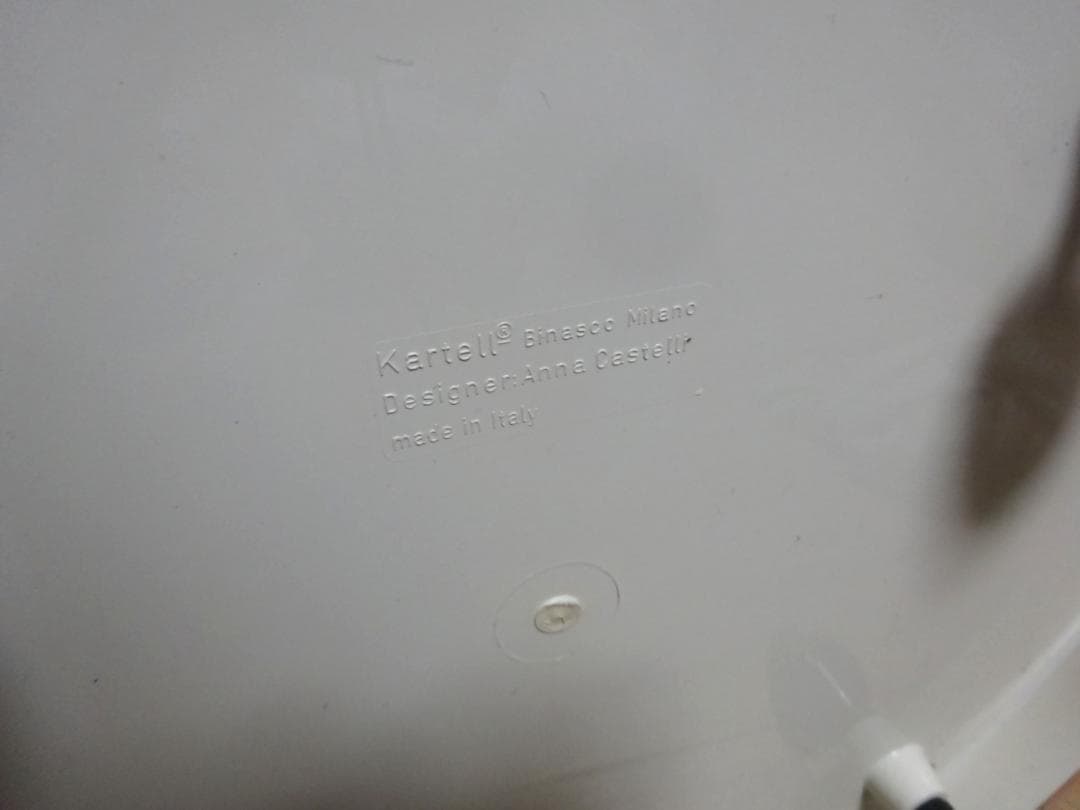 Kartell® Binasco Milano
Designer:Anna Castelli
made in Italy